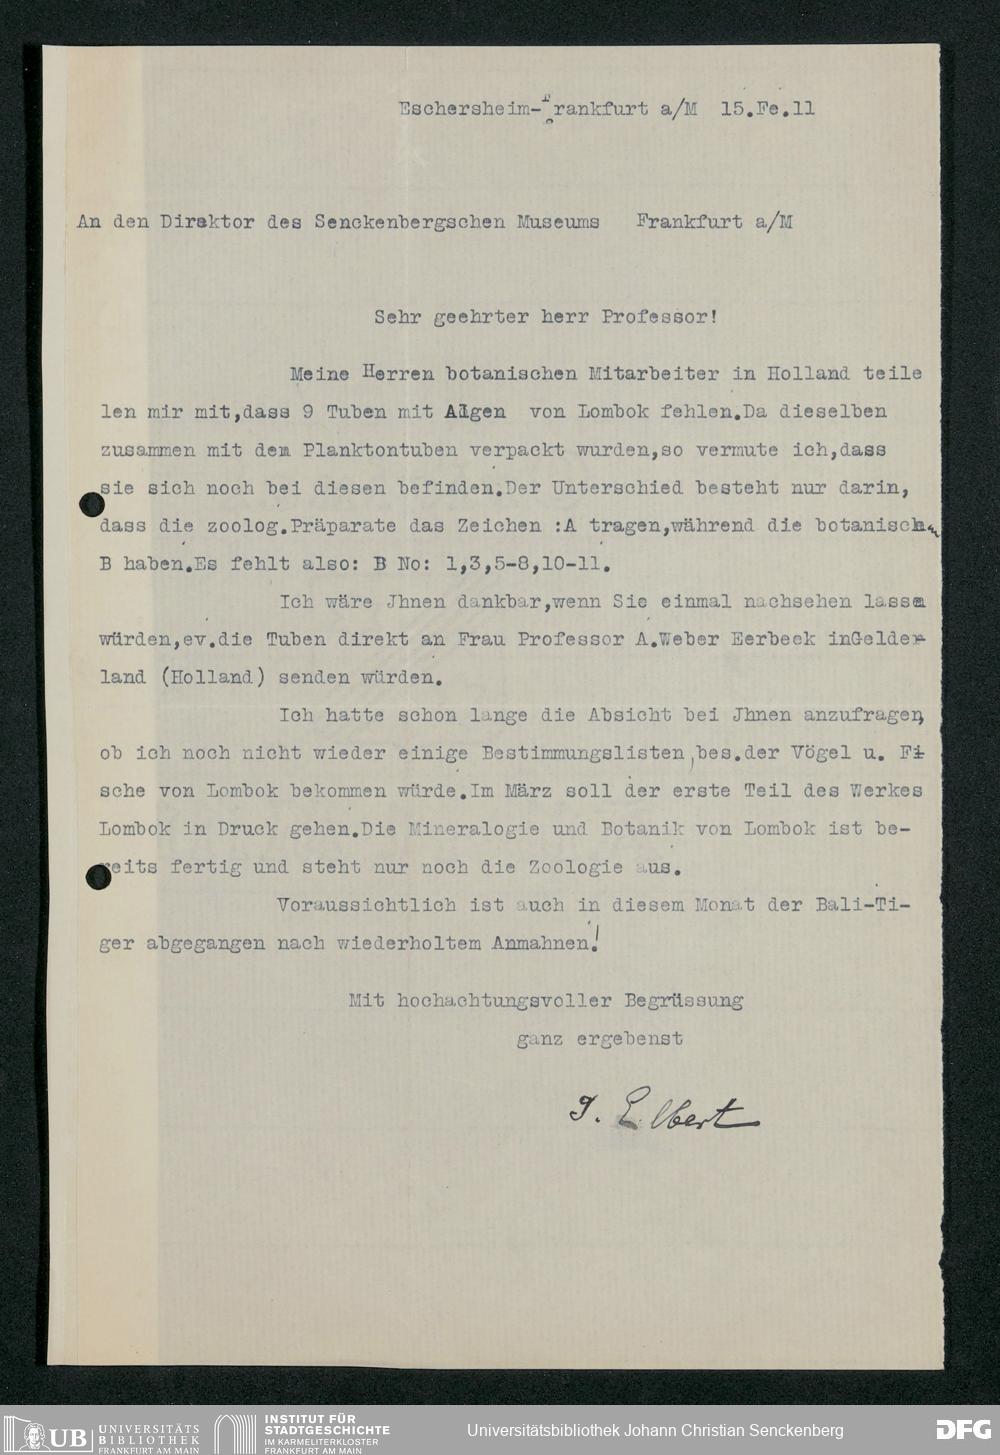 Eschersheim-Frankfurt a/M 15.Fe.11
An den Direktor des Senckenbergschen Museums Frankfurt a/M
Sehr geehrter herr Professor!
Meine Herren botanischen Mitarbeiter in Holland teile
len mir mit,dass 9 Tuben mit Algen von Lombok fehlen.Da dieselben
zusammen mit dem Planktontuben verpackt wurden,so vermute ich,dass
sie sich noch bei diesen befinden.Der Unterschied besteht nur darin,
dass die zoolog.Präparate das Zeichen :A tragen,während die botanischen
B haben.Es fehlt also: B No: 1,3,5-8,10-11.
Ich wäre Jhnen dankbar,wenn Sie einmal nachsehen lassen
würden,ev.die Tuben direkt an Frau Professor A.Weber Eerbeek inGelder-
land (Holland) senden würden.
Ich hatte schon lange die Absicht bei Jhnen anzufragen,
ob ich noch nicht wieder einige Bestimmungslisten,bes.der Vögel u. Fi-
sche von Lombok bekommen würde.Im März soll der erste Teil des Werkes
Lombok in Druck gehen.Die Mineralogie und Botanik von Lombok ist be-
reits fertig und steht nur noch die Zoologie aus.
Voraussichtlich ist auch in diesem Monat der Bali-Ti-
ger abgegangen nach wiederholtem Anmahnen!
Mit hochachtungsvoller Begrüssung
ganz ergebenst
J. Elbert
UB UNIVERSITÄTS
BIBLIOTHEK
FRANKFURT AM MAIN
INSTITUT FÜR
STADTGESCHICHTE
IM KARMELITERKLOSTER
FRANKFURT AM MAIN
Universitätsbibliothek Johann Christian Senckenberg
DFG